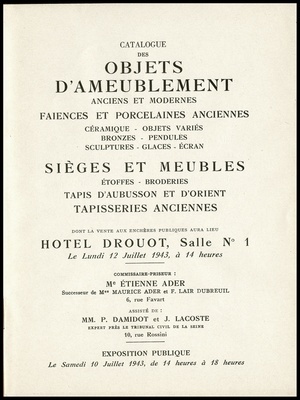 CATALOGUE
DES
OBJETS
D'AMEUBLEMENT
ANCIENS ET MODERNES
FAIENCES ET PORCELAINES ANCIENNES
CÉRAMIQUE - OBJETS VARIÉS
BRONZES - PENDULES
SCULPTURES - GLACES - ÉCRAN
SIÈGES ET MEUBLES
ÉTOFFES - BRODERIES
TAPIS D'AUBUSSON ET D'ORIENT
TAPISSERIES ANCIENNES
DONT LA VENTE AUX ENCHÈRES PUBLIQUES AURA LIEU
HOTEL DROUOT, Salle N° 1
Le Lundi 12 Juillet 1943, à 14 heures
COMMISSAIRE-PRISEUR :
Me ÉTIENNE ADER
Successeur de Mes MAURICE ADER et F. LAIR DUBREUIL
6, rue Favart
ASSISTÉ DE :
MM. P. DAMIDOT et J. LACOSTE
EXPERT PRÈS LE TRIBUNAL CIVIL DE LA SEINE
10, rue Rossini
EXPOSITION PUBLIQUE
Le Samedi 10 Juillet 1943, de 14 heures à 18 heures